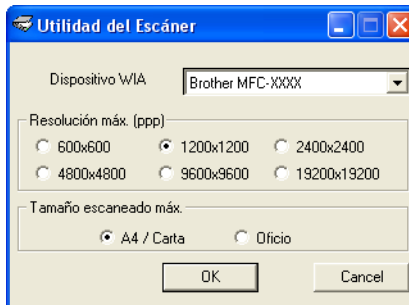 Utilidad del Escáner
Dispositivo WIA Brother MFC-XXXX
Resolución máx. (ppp)
600x600 1200x1200 2400x2400
4800x4800 9600x9600 19200x19200
Tamaño escaneado máx.
A4 / Carta Oficio
OK Cancel